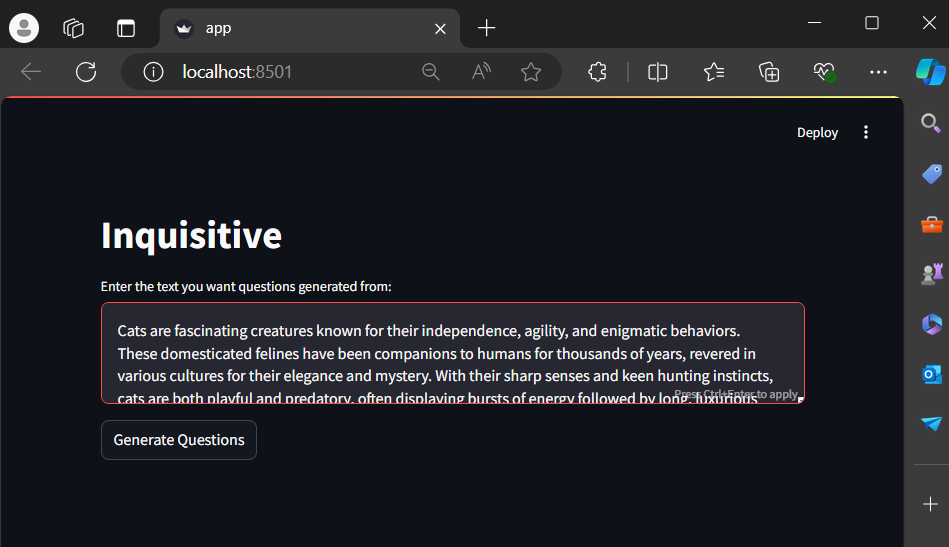 app
localhost:8501
Deploy
Inquisitive
Enter the text you want questions generated from:
Cats are fascinating creatures known for their independence, agility, and enigmatic behaviors.
These domesticated felines have been companions to humans for thousands of years, revered in
various cultures for their elegance and mystery. With their sharp senses and keen hunting instincts,
cats are both playful and predatory, often displaying bursts of energy followed by long, luxurious
Press Ctrl+Enter to apply
Generate Questions